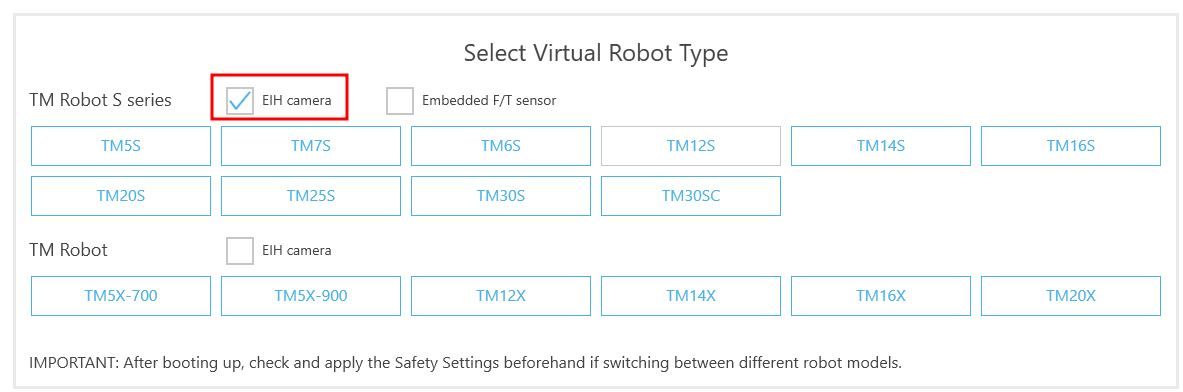 Select Virtual Robot Type
TM Robot S series EIH camera Embedded F/T sensor
TM5S TM7S TM6S TM12S TM14S TM16S
TM20S TM25S TM30S TM30SC
TM Robot EIH camera
TM5X-700 TM5X-900 TM12X TM14X TM16X TM20X
IMPORTANT: After booting up, check and apply the Safety Settings beforehand if switching between different robot models.